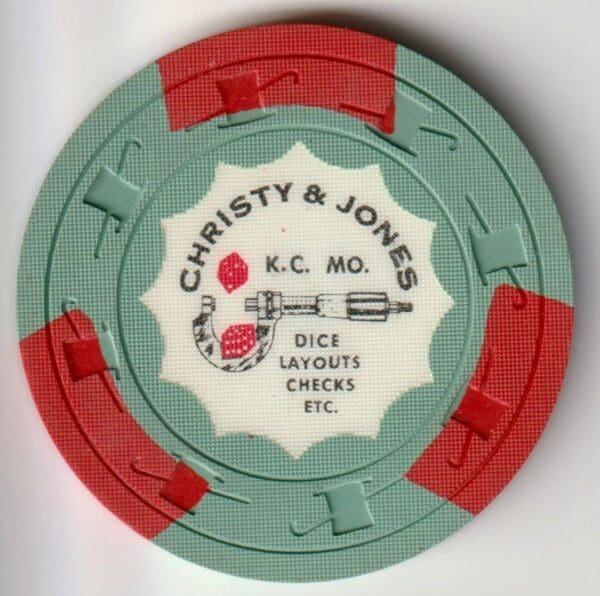 CHRISTY & JONES
K.C. MO.
DICE
LAYOUTS
CHECKS
ETC.